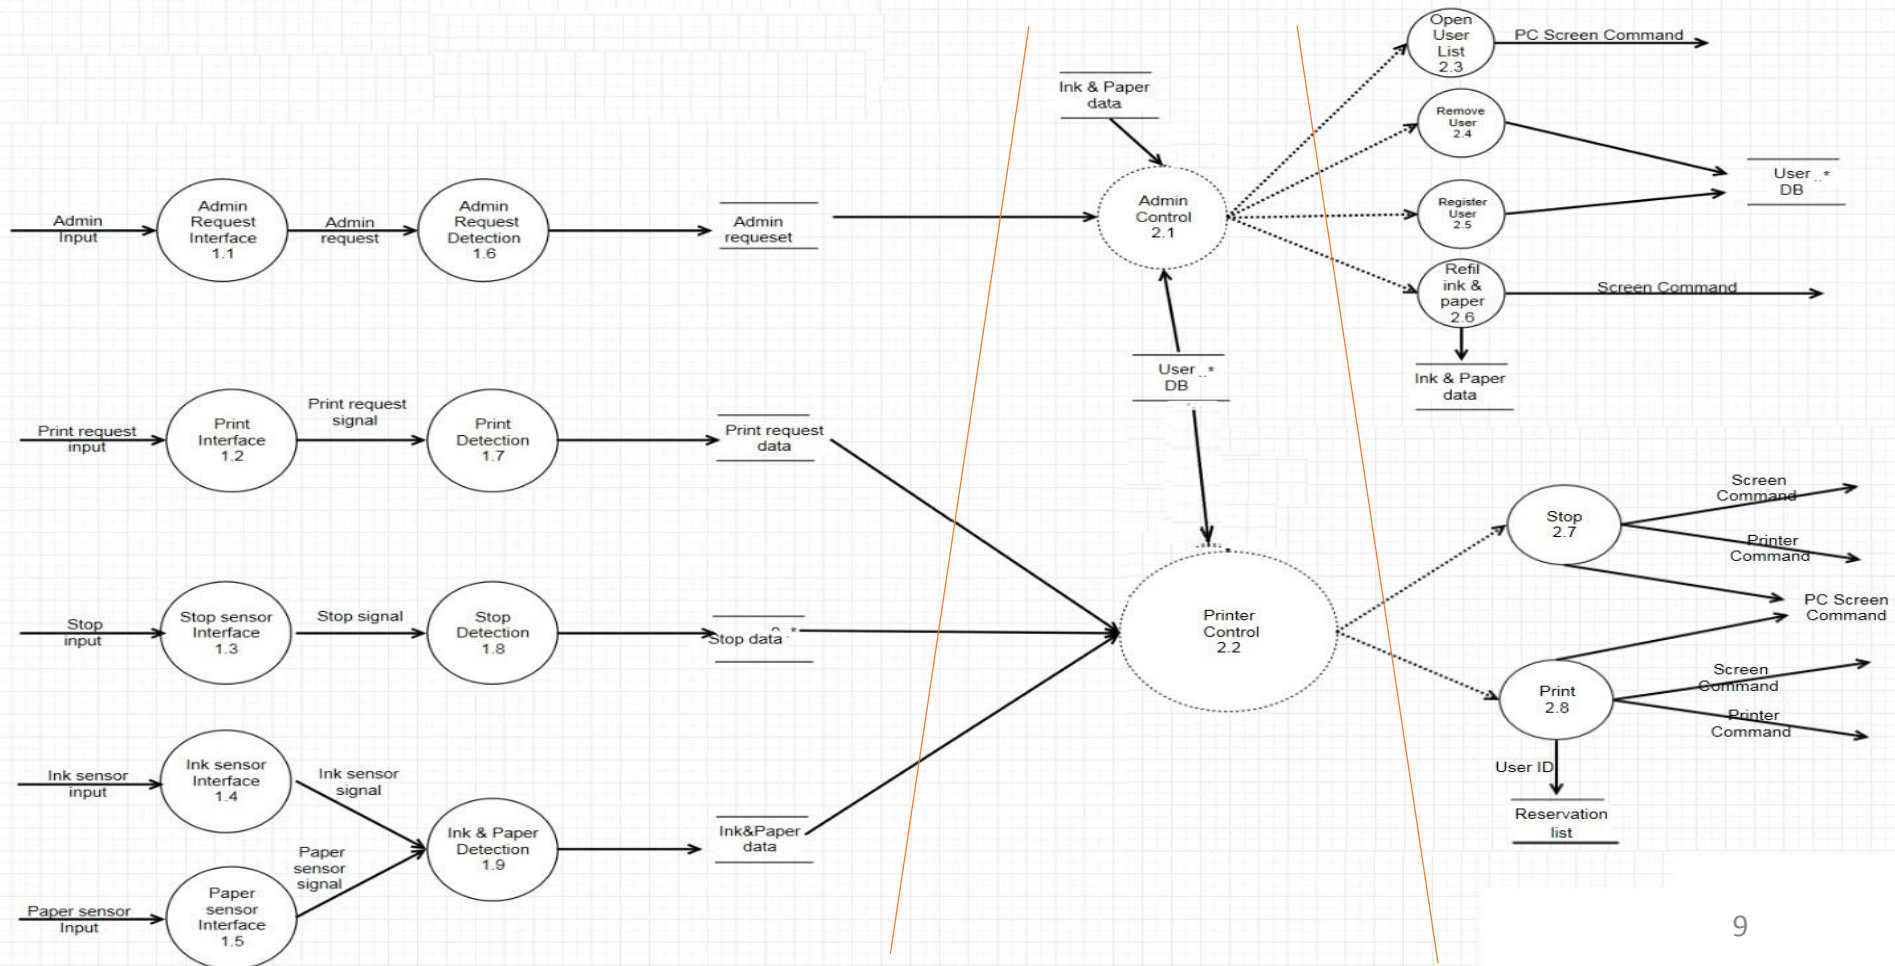 Open
User
List
2.3
PC Screen Command
Ink & Paper
data
Remove
User
2.4
User ..*
DB
Admin
Input
Admin
Request
Interface
1.1
Admin
request
Admin
Request
Detection
1.6
Admin
requeset
Admin
Control
2.1
Register
User
2.5
Refil
ink &
paper
2.6
Screen Command
Ink & Paper
data
User ..*
DB
Print request
input
Print
Interface
1.2
Print request
signal
Print
Detection
1.7
Print request
data
Stop
2.7
Screen
Command
Printer
Command
PC Screen
Command
Stop
input
Stop sensor
Interface
1.3
Stop signal
Stop
Detection
1.8
Stop data
Printer
Control
2.2
Print
2.8
Screen
Command
Printer
Command
User ID
Reservation
list
Ink sensor
input
Ink sensor
Interface
1.4
Ink sensor
signal
Ink & Paper
Detection
1.9
Ink&Paper
data
Paper sensor
Input
Paper
sensor
Interface
1.5
Paper
sensor
signal
9